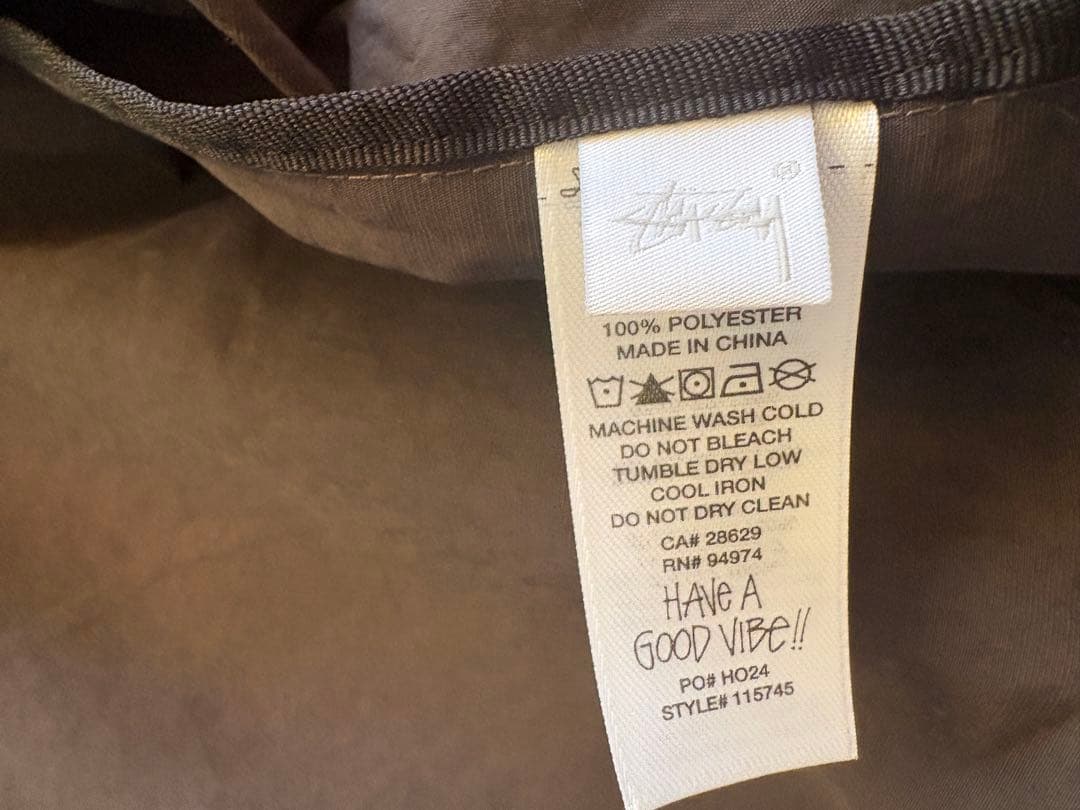 Stüssy ®
100% POLYESTER
MADE IN CHINA
MACHINE WASH COLD
DO NOT BLEACH
TUMBLE DRY LOW
COOL IRON
DO NOT DRY CLEAN
CA# 28629
RN# 94974
HAVE A
GOOD VIBE!!
PO# HO24
STYLE# 115745